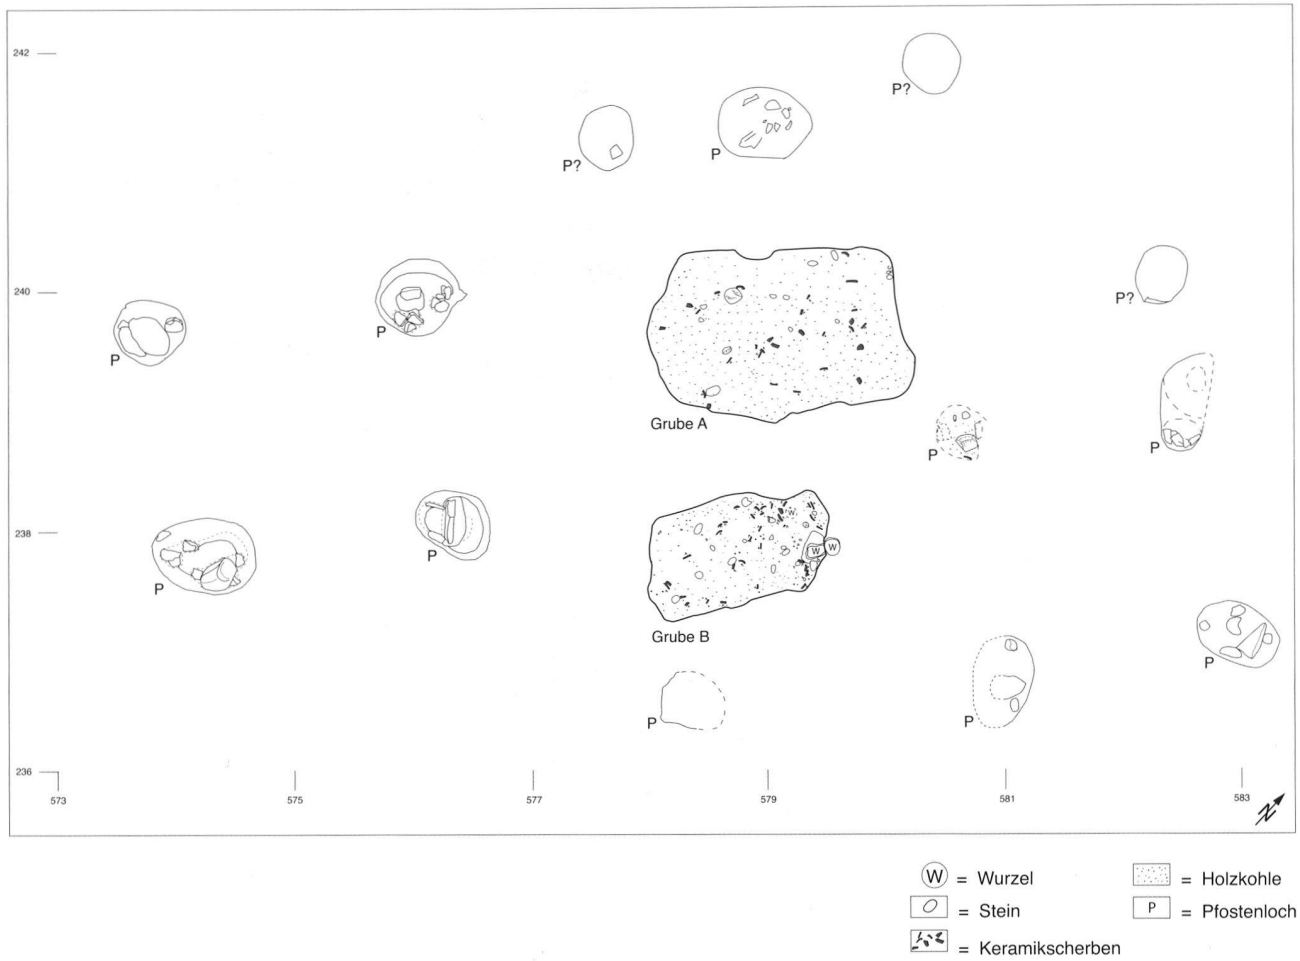 242
P?
P?
P
240
P?
P
P
Grube A
P
P
W
238
W
W
P
P
Grube B
P
P
P
236
573
575
577
579
581
583
N
W = Wurzel
= Holzkohle
= Stein
P = Pfostenloch
= Keramikscherben